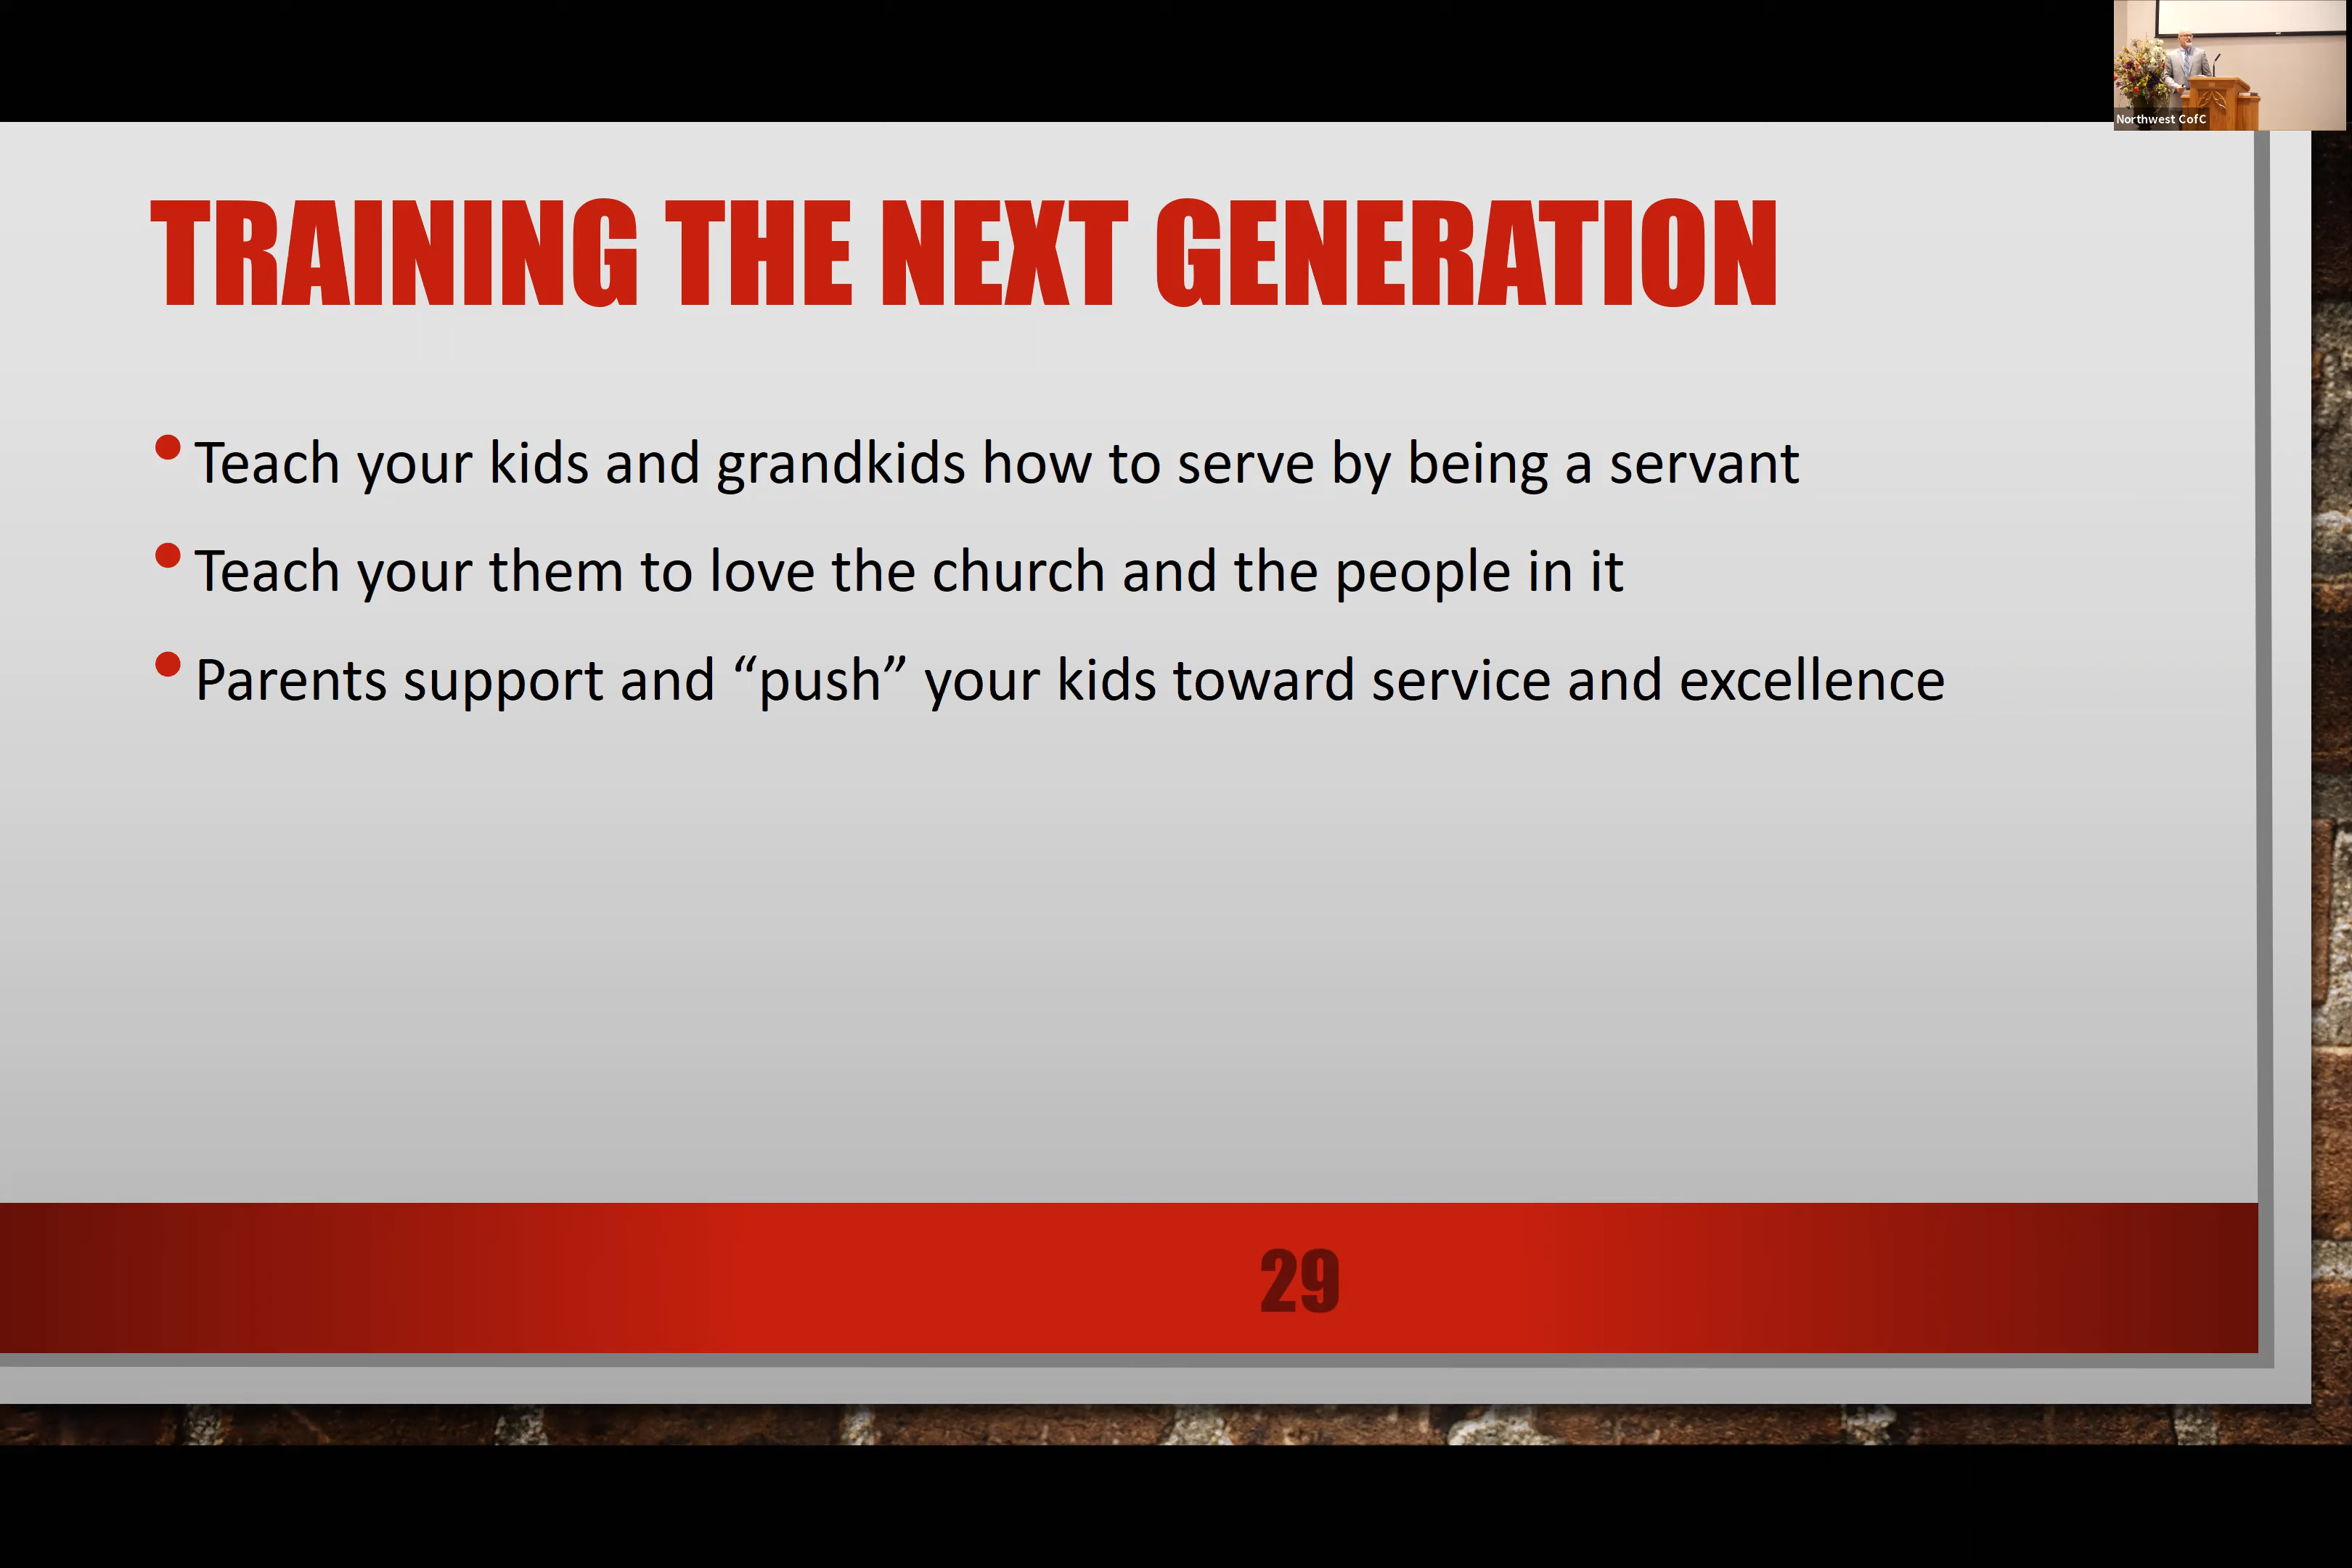 Northwest CofC
TRAINING THE NEXT GENERATION
• Teach your kids and grandkids how to serve by being a servant
• Teach your them to love the church and the people in it
• Parents support and “push” your kids toward service and excellence
29